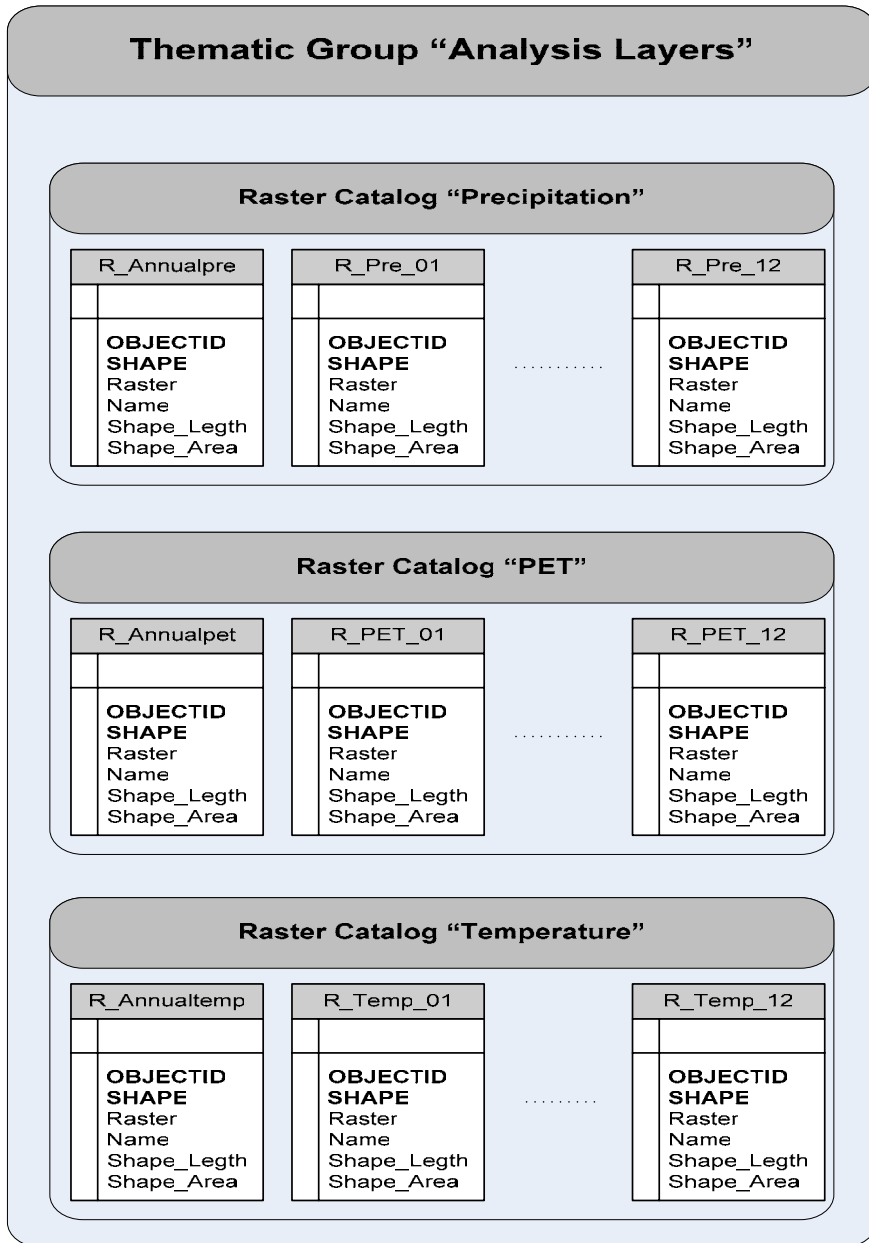 Thematic Group “Analysis Layers”
Raster Catalog “Precipitation”
R_Annualpre
OBJECTID
SHAPE
Raster
Name
Shape_Legth
Shape_Area
R_Pre_01
OBJECTID
SHAPE
Raster
Name
Shape_Legth
Shape_Area
...........
R_Pre_12
OBJECTID
SHAPE
Raster
Name
Shape_Legth
Shape_Area
Raster Catalog “PET”
R_Annualpet
OBJECTID
SHAPE
Raster
Name
Shape_Legth
Shape_Area
R_PET_01
OBJECTID
SHAPE
Raster
Name
Shape_Legth
Shape_Area
...........
R_PET_12
OBJECTID
SHAPE
Raster
Name
Shape_Legth
Shape_Area
Raster Catalog “Temperature”
R_Annualtemp
OBJECTID
SHAPE
Raster
Name
Shape_Legth
Shape_Area
R_Temp_01
OBJECTID
SHAPE
Raster
Name
Shape_Legth
Shape_Area
.........
R_Temp_12
OBJECTID
SHAPE
Raster
Name
Shape_Legth
Shape_Area